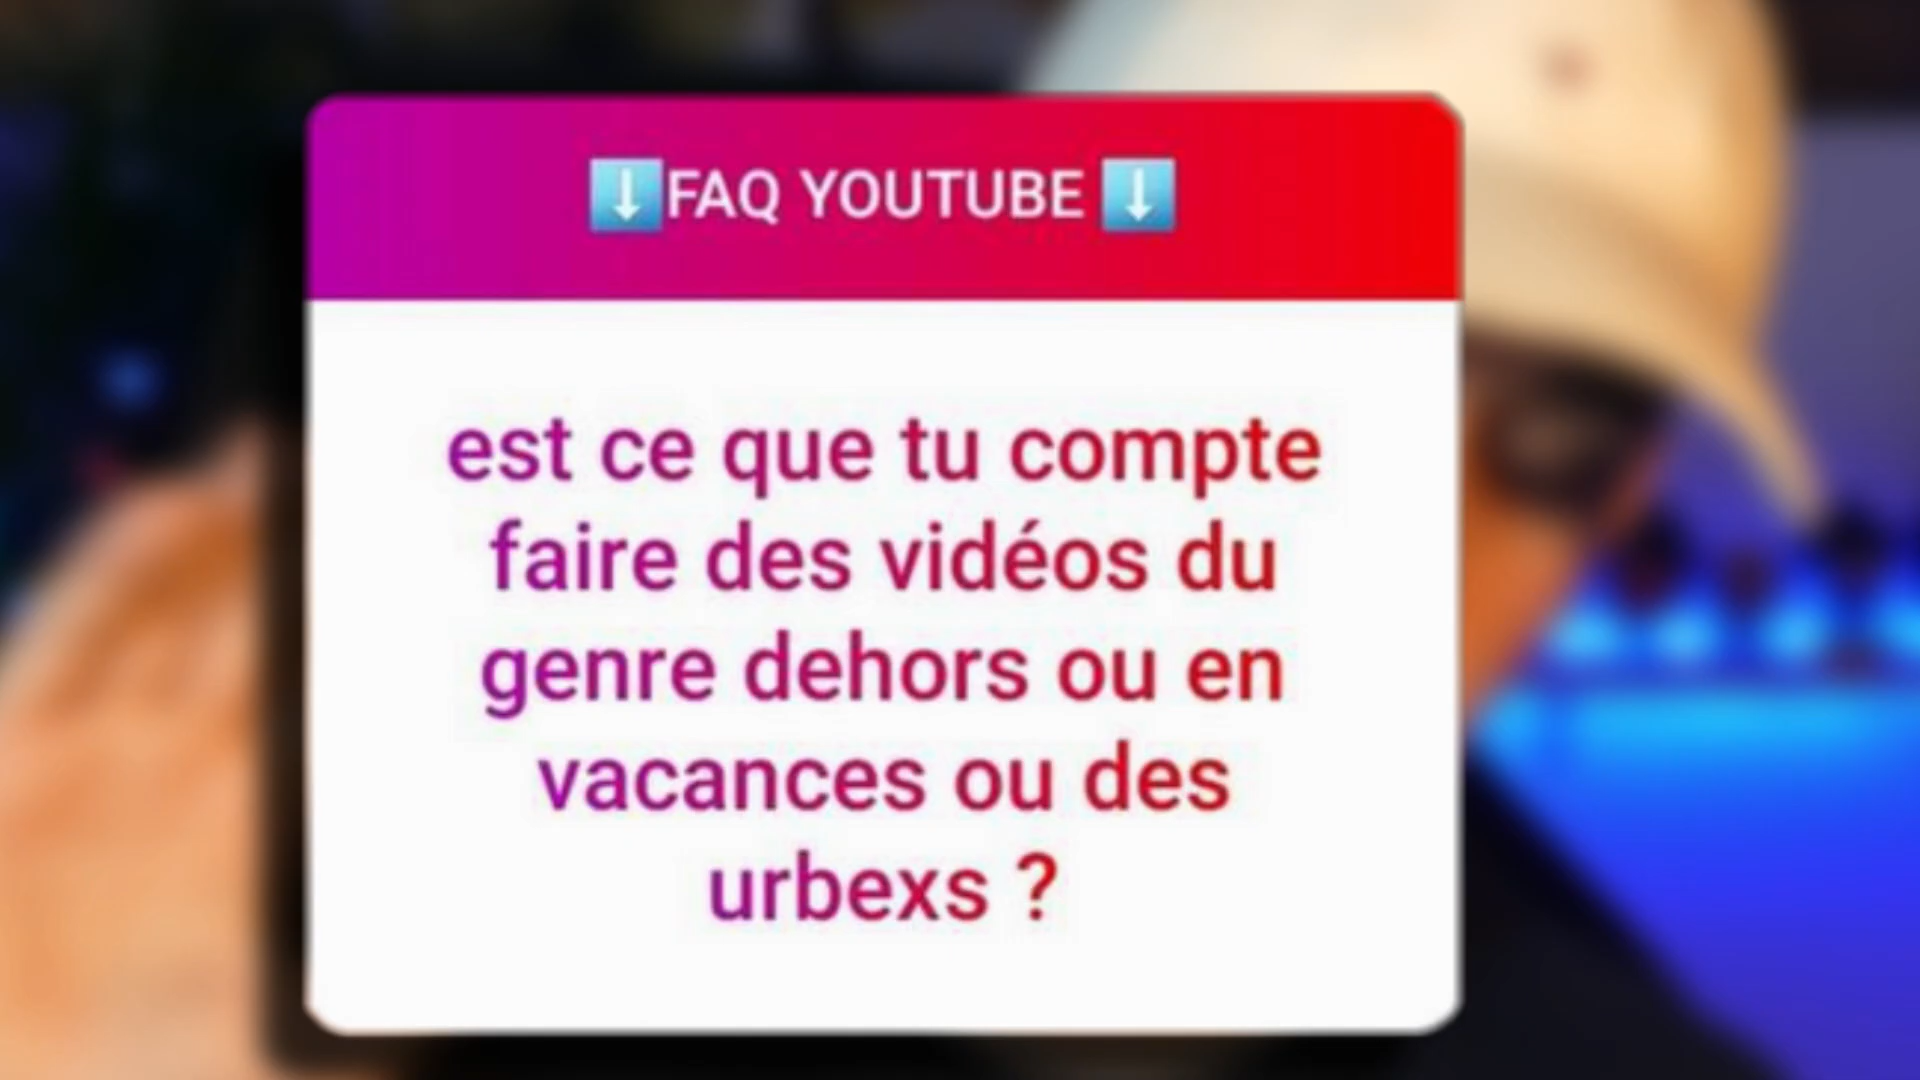 ⬇️FAQ YOUTUBE ⬇️
est ce que tu compte
faire des vidéos du
genre dehors ou en
vacances ou des
urbexs ?